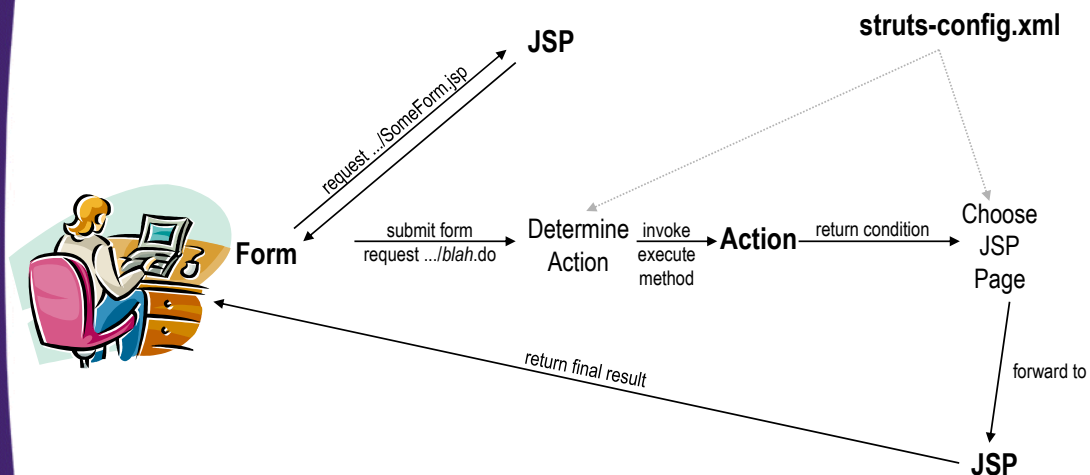 struts-config.xml
JSP
request .../SomeForm.jsp
Form
submit form
request .../blah.do
Determine
Action
invoke
execute
method
Action
return condition
Choose
JSP
Page
forward to
return final result
JSP